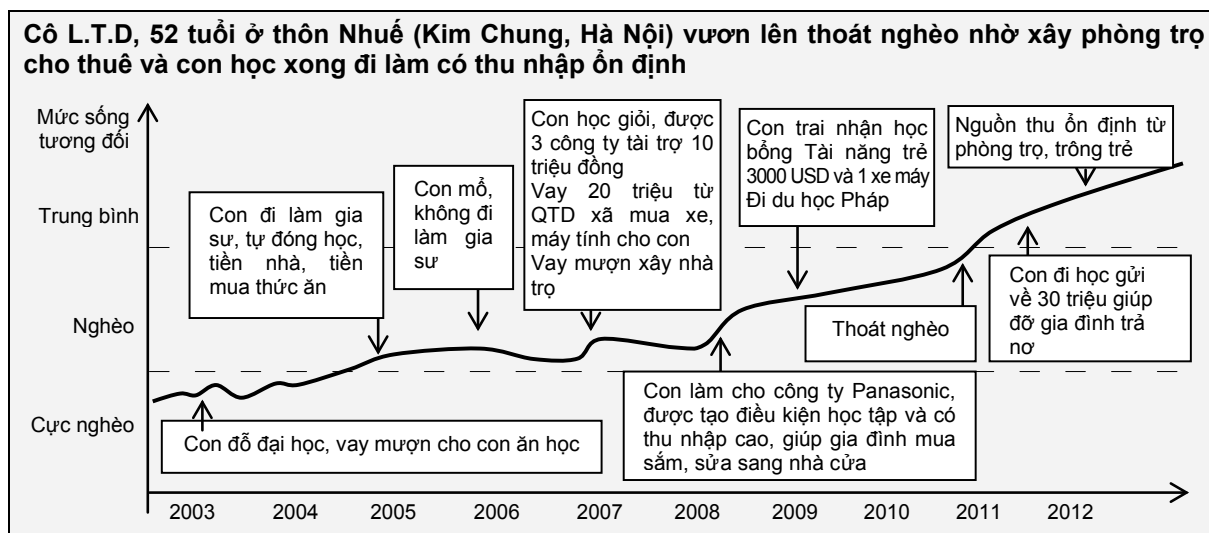 Cô L.T.D, 52 tuổi ở thôn Nhuế (Kim Chung, Hà Nội) vươn lên thoát nghèo nhờ xây phòng trọ
cho thuê và con học xong đi làm có thu nhập ổn định
Mức sống
tương đối
Trung bình
Nghèo
Cực nghèo
Con đi làm gia
sư, tự đóng học,
tiền nhà, tiền
mua thức ăn
Con mổ,
không đi
làm gia
sư
Con học giỏi, được
3 công ty tài trợ 10
triệu đồng
Vay 20 triệu từ
QTD xã mua xe,
máy tính cho con
Vay mượn xây nhà
trọ
Con trai nhận học
bổng Tài năng trẻ
3000 USD và 1 xe máy
Đi du học Pháp
Nguồn thu ổn định từ
phòng trọ, trông trẻ
Con đỗ đại học, vay mượn cho con ăn học
Con làm cho công ty Panasonic,
được tạo điều kiện học tập và có
thu nhập cao, giúp gia đình mua
sắm, sửa sang nhà cửa
Thoát nghèo
Con đi học gửi
về 30 triệu giúp
đỡ gia đình trả
nơ
2003 2004 2005 2006 2007 2008 2009 2010 2011 2012